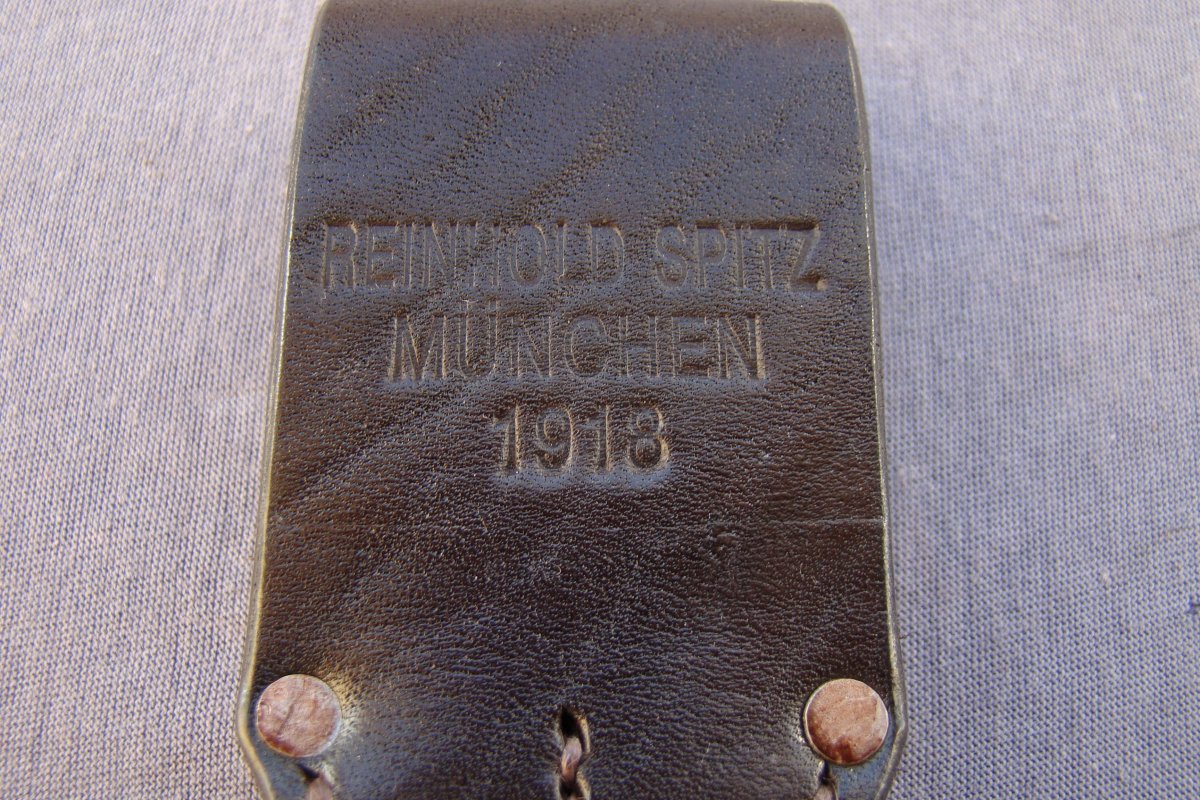 REINHOLD SPITZ.
MÜNCHEN
1918